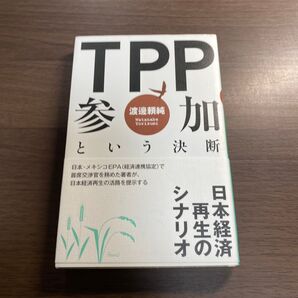 TPP
参加
渡邊頼純
Watanabe
Yorizumi
という決断
日本・メキシコEPA(経済連携協定)で
首席交渉官を務めた著者が、
日本経済再生の活路を提示する
日本経済
再生の
シナリオ